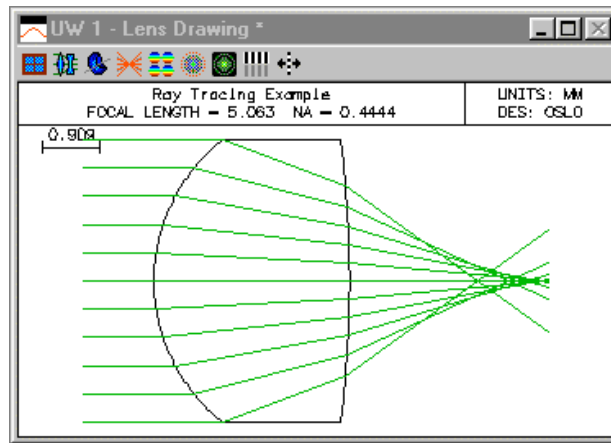 UW 1 - Lens Drawing *
Ray Tracing Example
FOCAL LENGTH = 5.063 NA = 0.4444
UNITS: MM
DES: OSLO
0.909